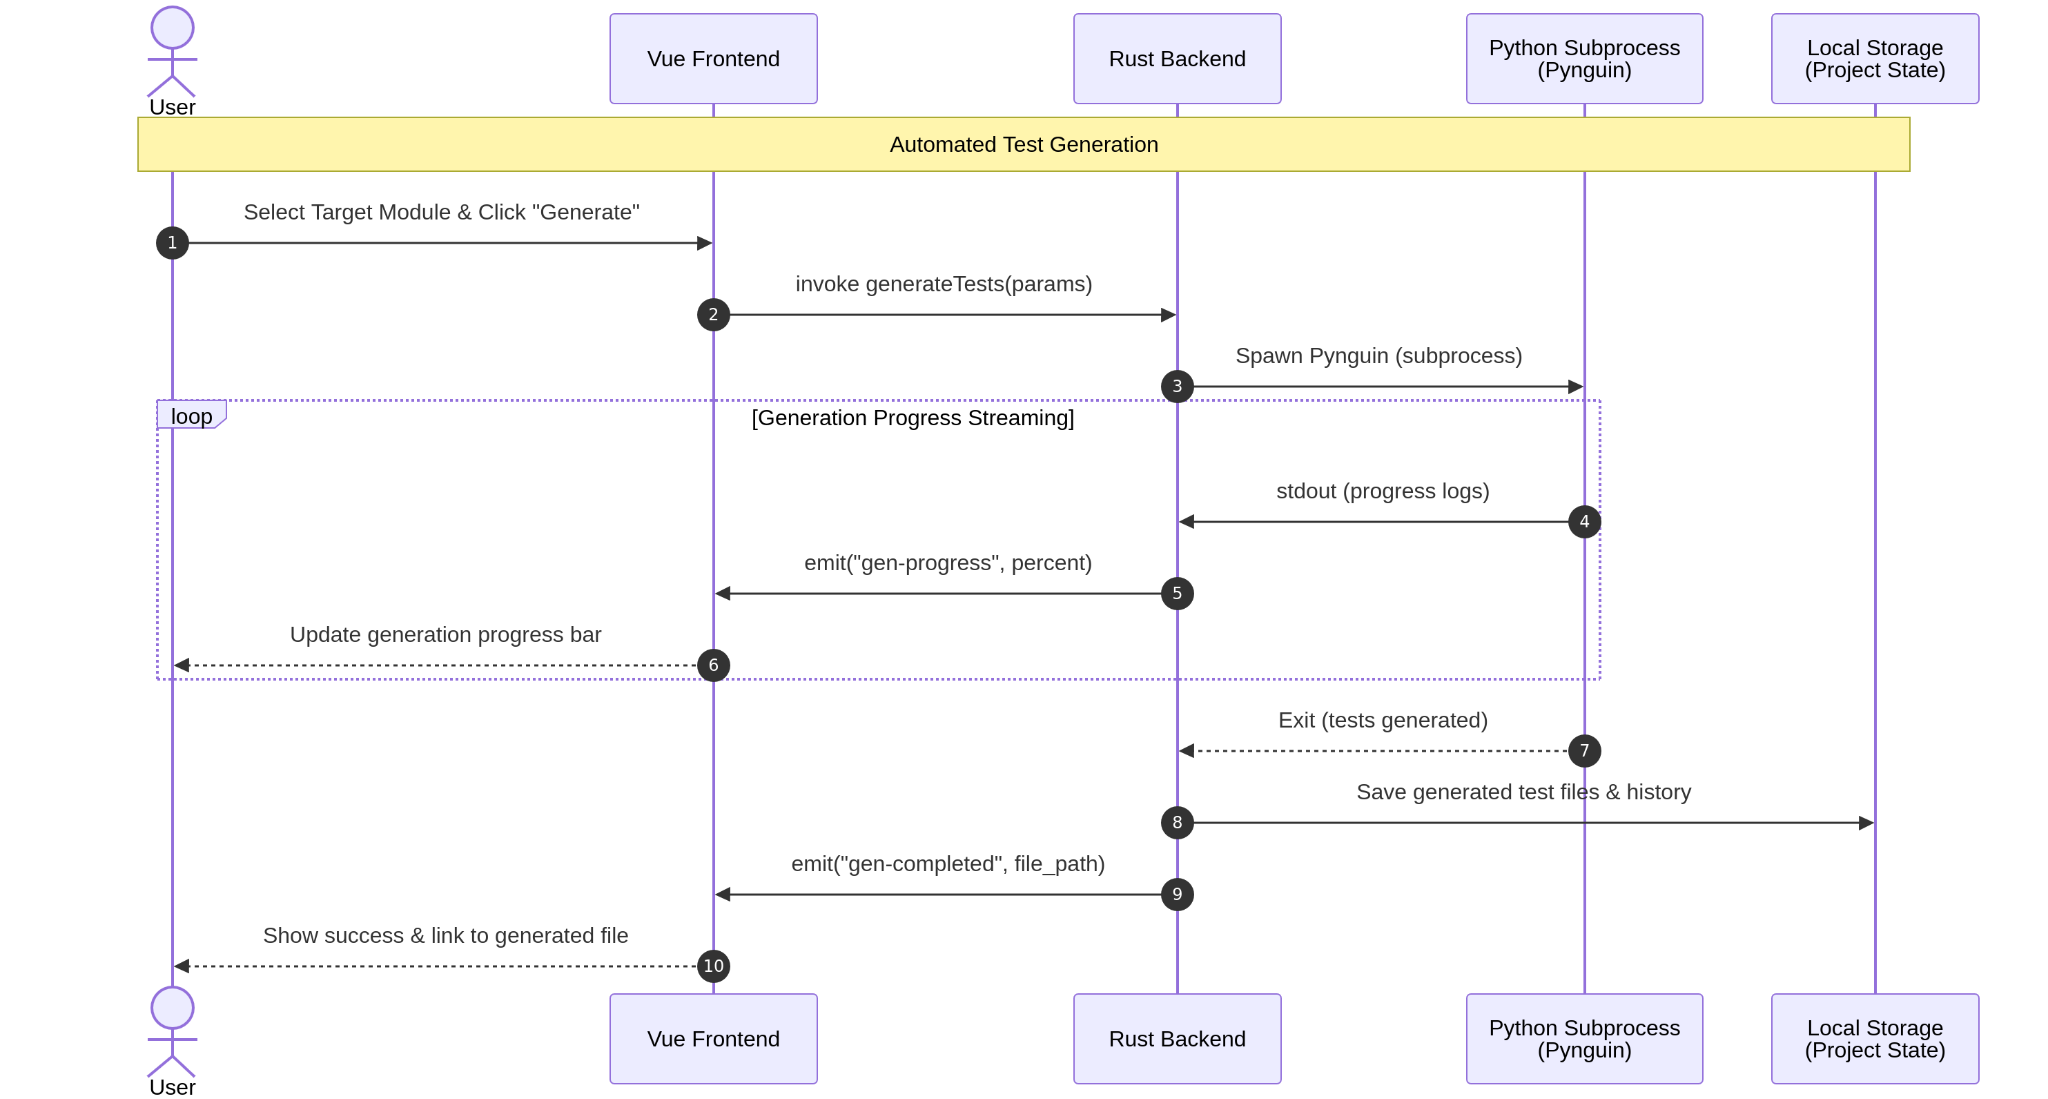 User
Vue Frontend
Rust Backend
Python Subprocess
(Pynguin)
Local Storage
(Project State)
Automated Test Generation
Select Target Module & Click "Generate"
1
invoke generateTests(params)
2
Spawn Pynguin (subprocess)
3
loop
[Generation Progress Streaming]
stdout (progress logs)
4
emit("gen-progress", percent)
5
Update generation progress bar
6
Exit (tests generated)
7
Save generated test files & history
8
emit("gen-completed", file_path)
9
Show success & link to generated file
10
User
Vue Frontend
Rust Backend
Python Subprocess
(Pynguin)
Local Storage
(Project State)